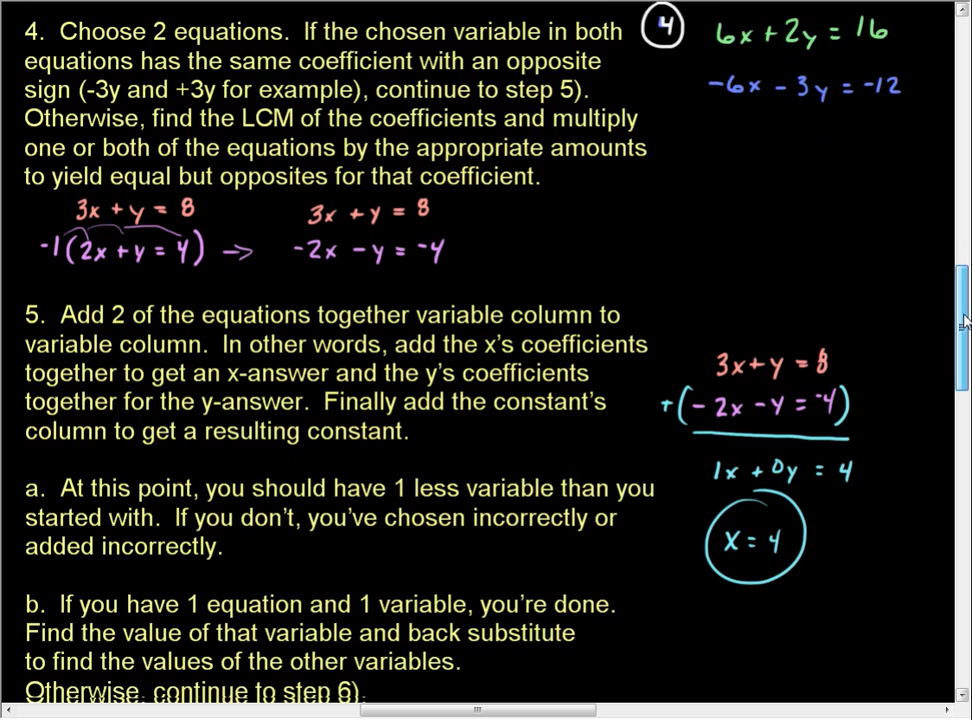 4. Choose 2 equations. If the chosen variable in both
equations has the same coefficient with an opposite
sign (-3y and +3y for example), continue to step 5).
Otherwise, find the LCM of the coefficients and multiply
one or both of the equations by the appropriate amounts
to yield equal but opposites for that coefficient.
4
6x + 2y = 16
-6x - 3y = -12
3x + y = 8
-1(2x + y = 4) →
3x + y = 8
-2x - y = -4
5. Add 2 of the equations together variable column to
variable column. In other words, add the x’s coefficients
together to get an x-answer and the y’s coefficients
together for the y-answer. Finally add the constant’s
column to get a resulting constant.
3x + y = 8
+(-2x - y = -4)
1x + 0y = 4
x = 4
a. At this point, you should have 1 less variable than you
started with. If you don’t, you’ve chosen incorrectly or
added incorrectly.
b. If you have 1 equation and 1 variable, you’re done.
Find the value of that variable and back substitute
to find the values of the other variables.
Otherwise, continue to step 6).